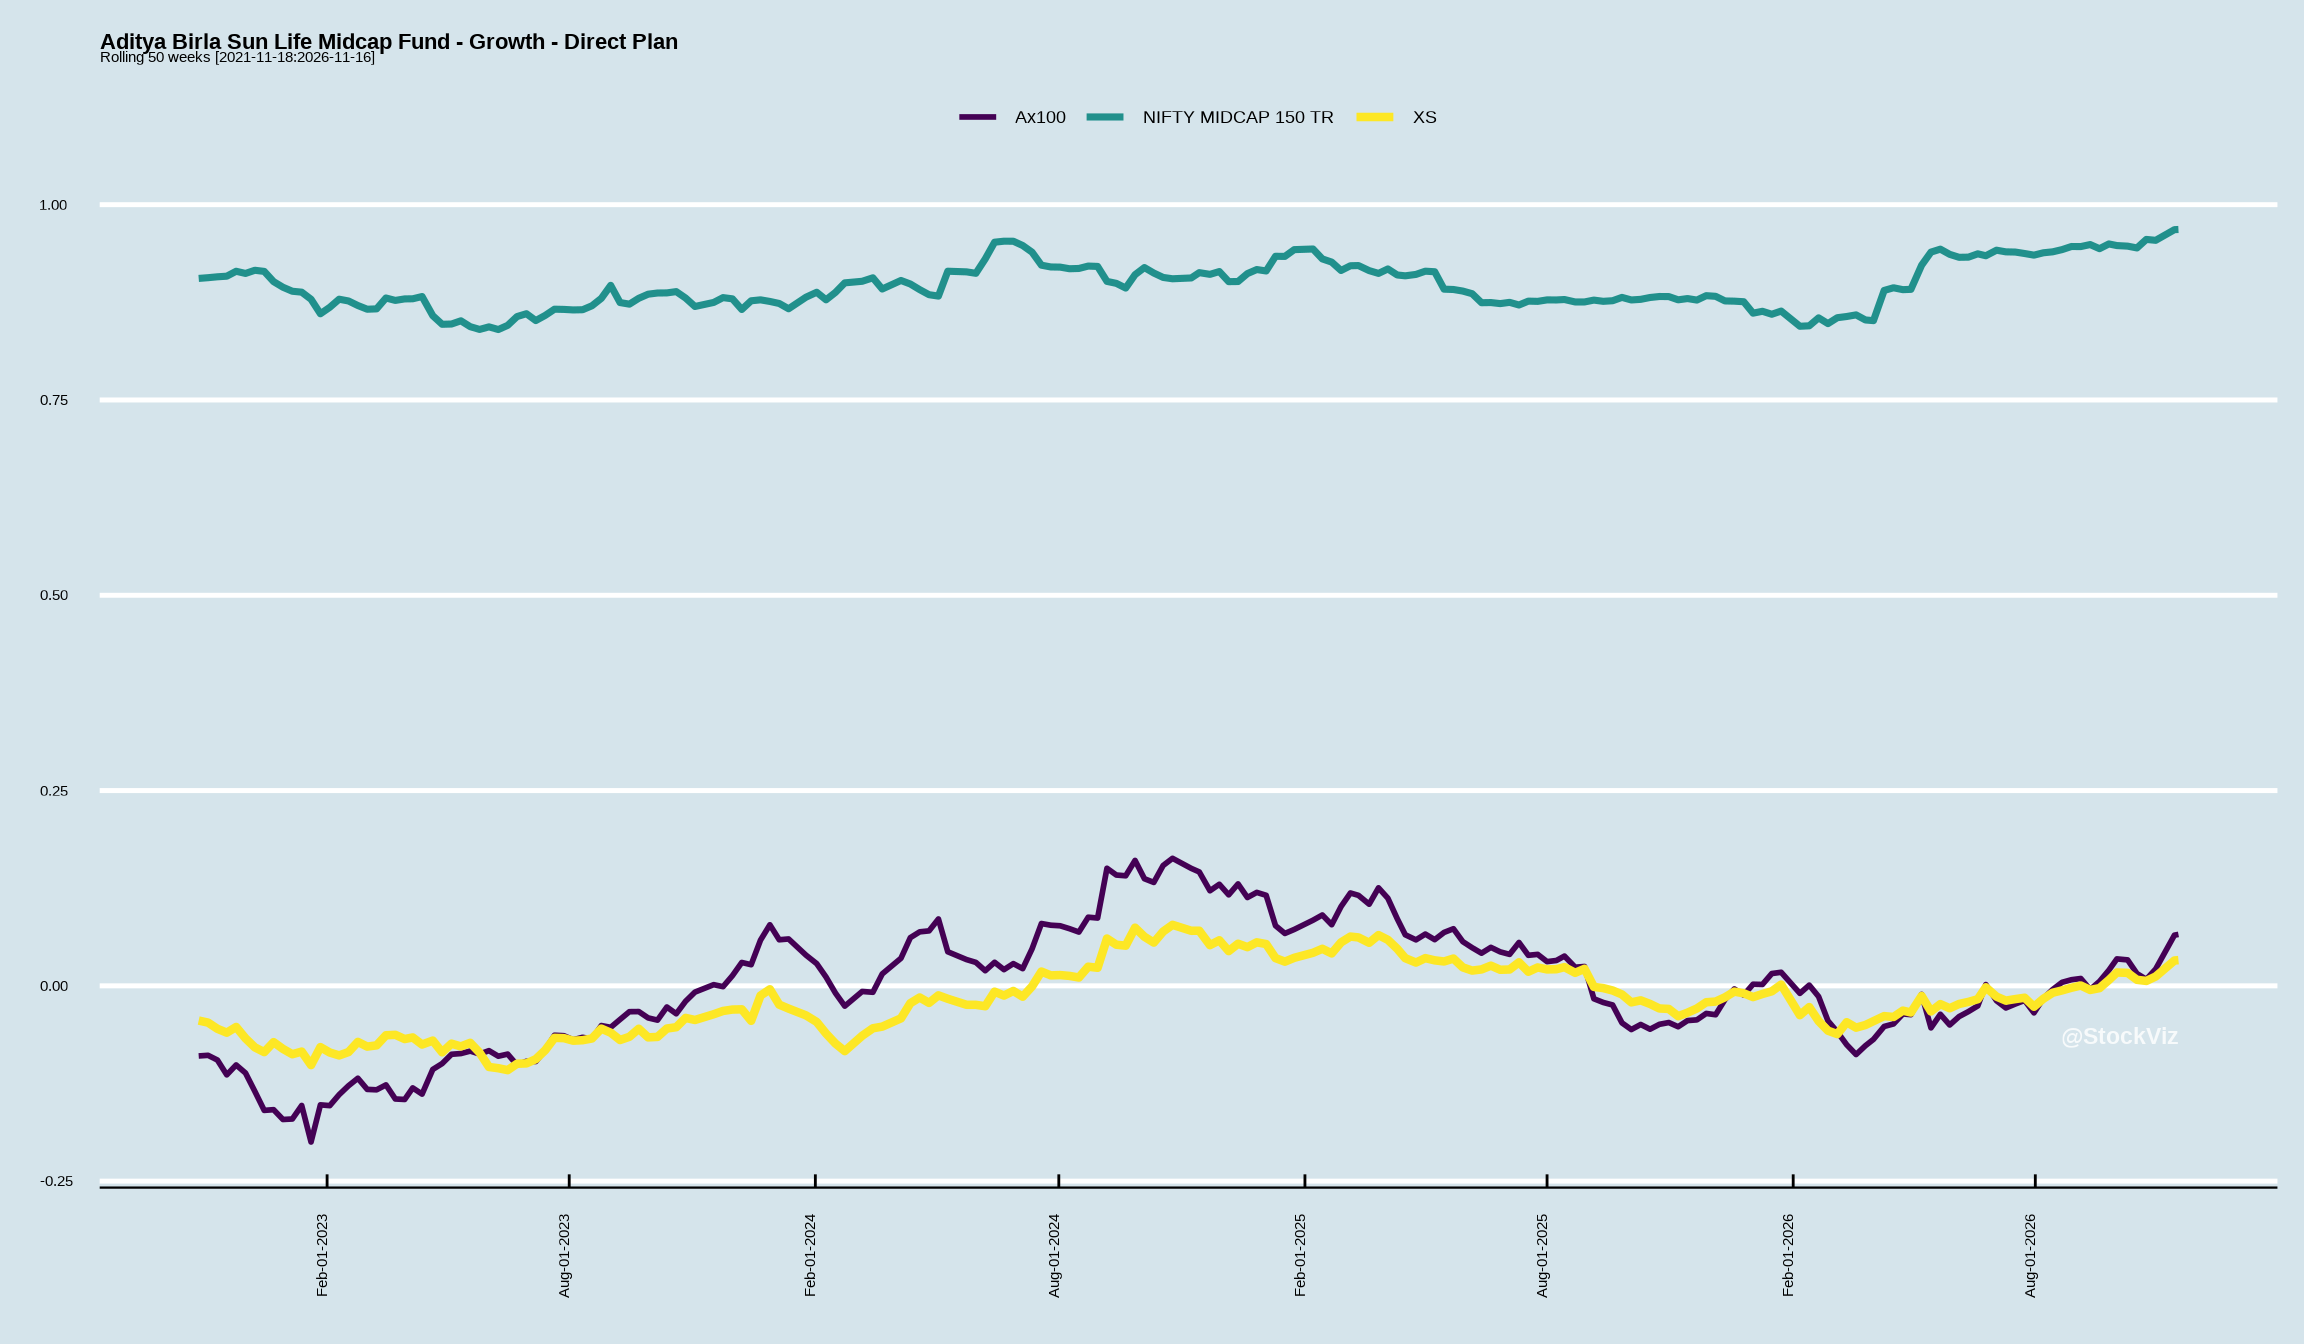 Aditya Birla Sun Life Midcap Fund - Growth - Direct Plan
Rolling 50 weeks [2021-11-18:2026-11-16]
Ax100 NIFTY MIDCAP 150 TR XS
1.00
0.75
0.50
0.25
0.00
@StockViz
-0.25
Feb-01-2023 Aug-01-2023 Feb-01-2024 Aug-01-2024 Feb-01-2025 Aug-01-2025 Feb-01-2026 Aug-01-2026